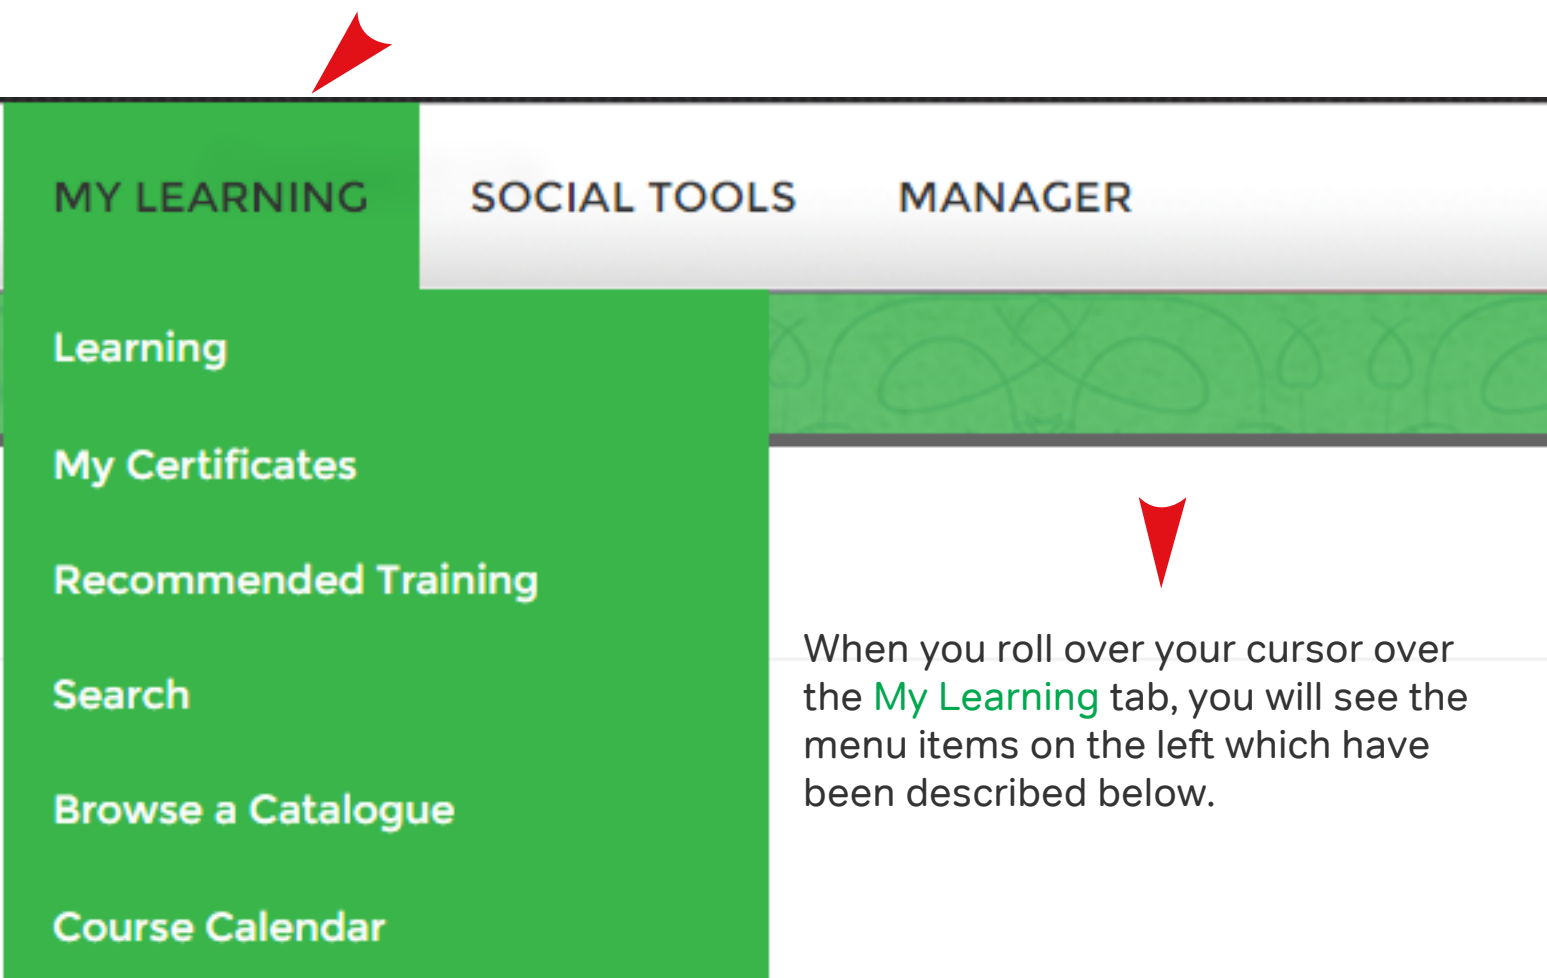 MY LEARNING SOCIAL TOOLS MANAGER
Learning
My Certificates
Recommended Training
Search
Browse a Catalogue
Course Calendar
When you roll over your cursor over
the My Learning tab, you will see the
menu items on the left which have
been described below.